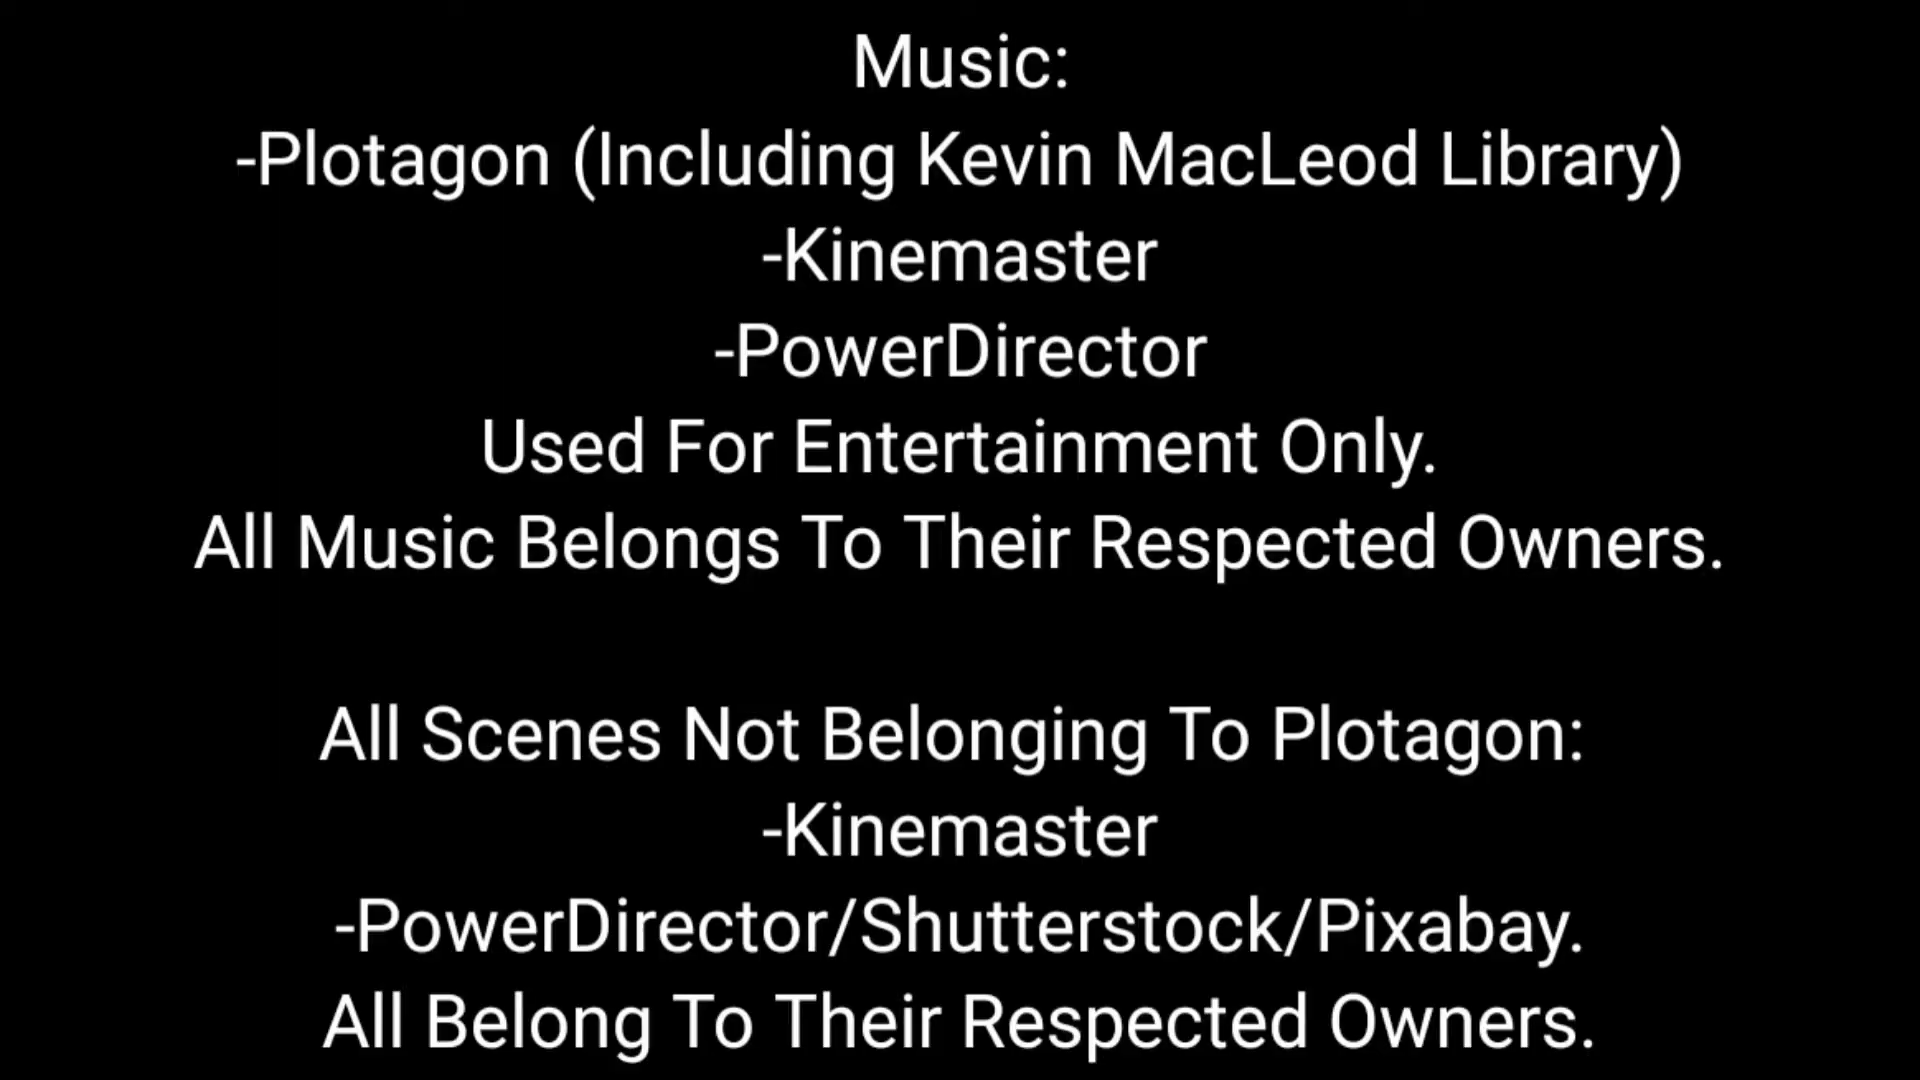 Music:
-Plotagon (Including Kevin MacLeod Library)
-Kinemaster
-PowerDirector
Used For Entertainment Only.
All Music Belongs To Their Respected Owners.
All Scenes Not Belonging To Plotagon:
-Kinemaster
-PowerDirector/Shutterstock/Pixabay.
All Belong To Their Respected Owners.